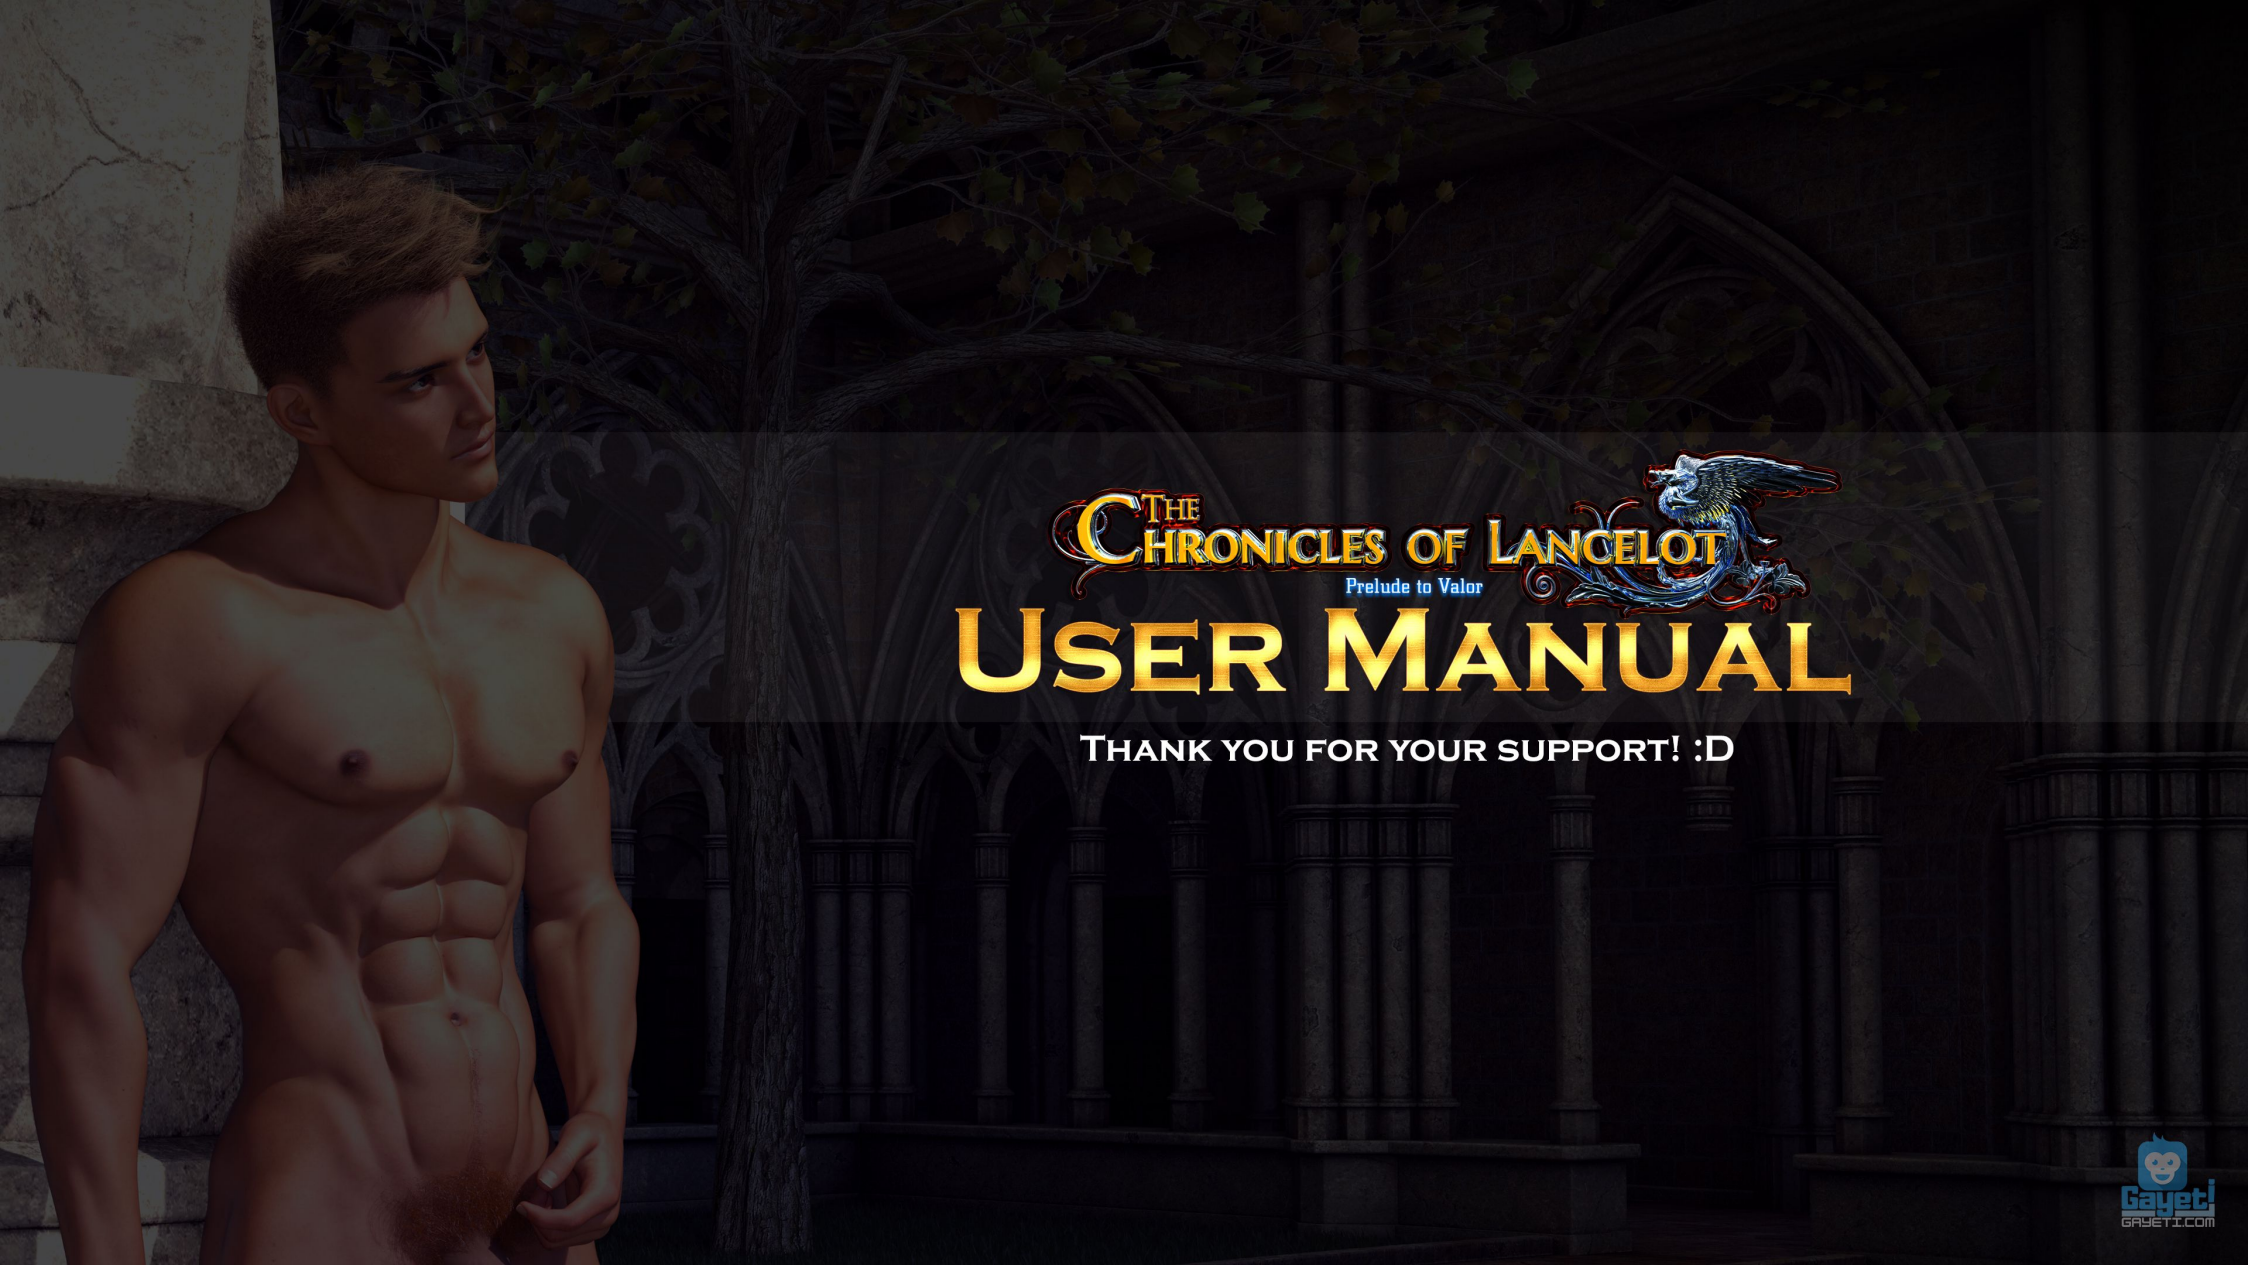 The Chronicles of Lancelot
Prelude to Valor
User Manual
Thank you for your support! :D
Gayeti
GAYETI.COM